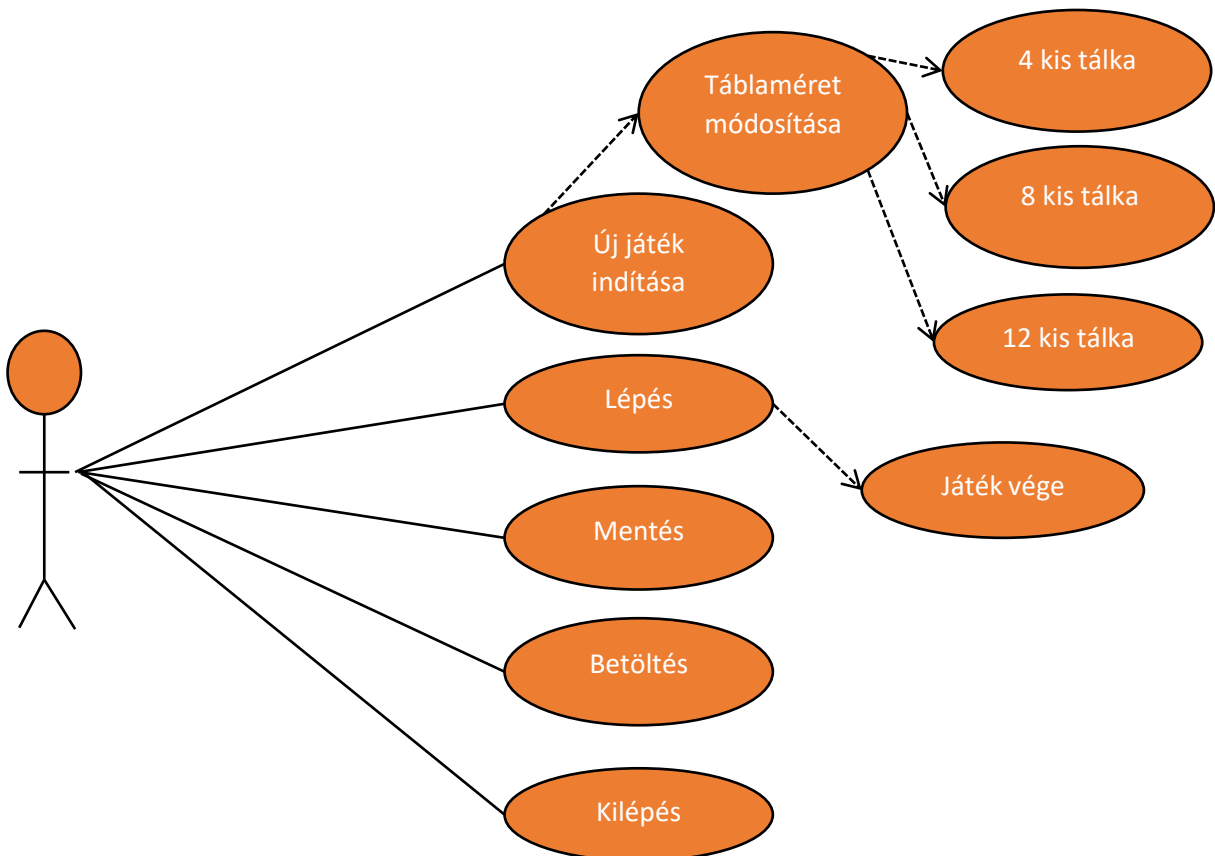 4 kis tálka
Táblaméret
módosítása
8 kis tálka
Új játék
indítása
12 kis tálka
Lépés
Játék vége
Mentés
Betöltés
Kilépés